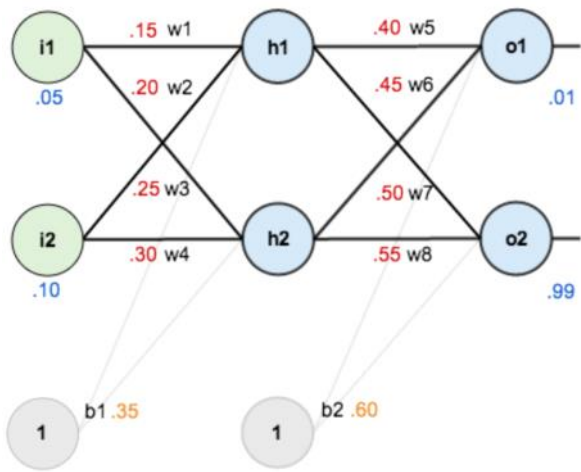 .15 w1
i1 h1 .40 w5 o1
.20 w2 .45 w6
.05 .01
.25 w3 .50 w7
i2 h2 o2
.30 w4 .55 w8
.10 .99
b1 .35 b2 .60
1 1